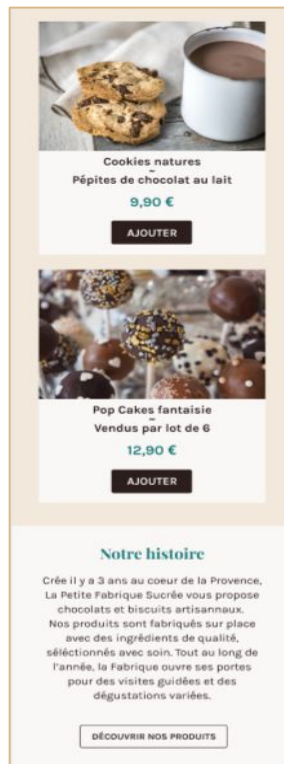 Cookies natures
~
Pépites de chocolat au lait
9,90 €
AJOUTER
Pop Cakes fantaisie
~
Vendus par lot de 6
12,90 €
AJOUTER
Notre histoire
Crée il y a 3 ans au coeur de la Provence,
La Petite Fabrique Sucrée vous propose
chocolats et biscuits artisannaux.
Nos produits sont fabriqués sur place
avec des ingrédients de qualité,
séléctionnés avec soin. Tout au long de
l'année, la Fabrique ouvre ses portes
pour des visites guidées et des
dégustations variées.
DÉCOUVRIR NOS PRODUITS